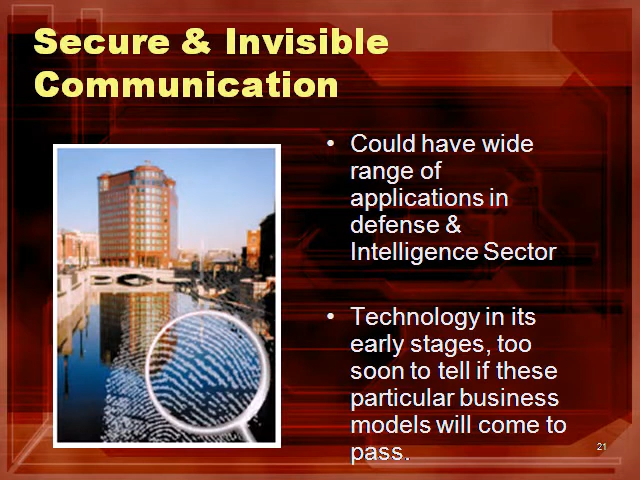 Secure & Invisible
Communication
• Could have wide
range of
applications in
defense &
Intelligence Sector
• Technology in its
early stages, too
soon to tell if these
particular business
models will come to
pass.
21